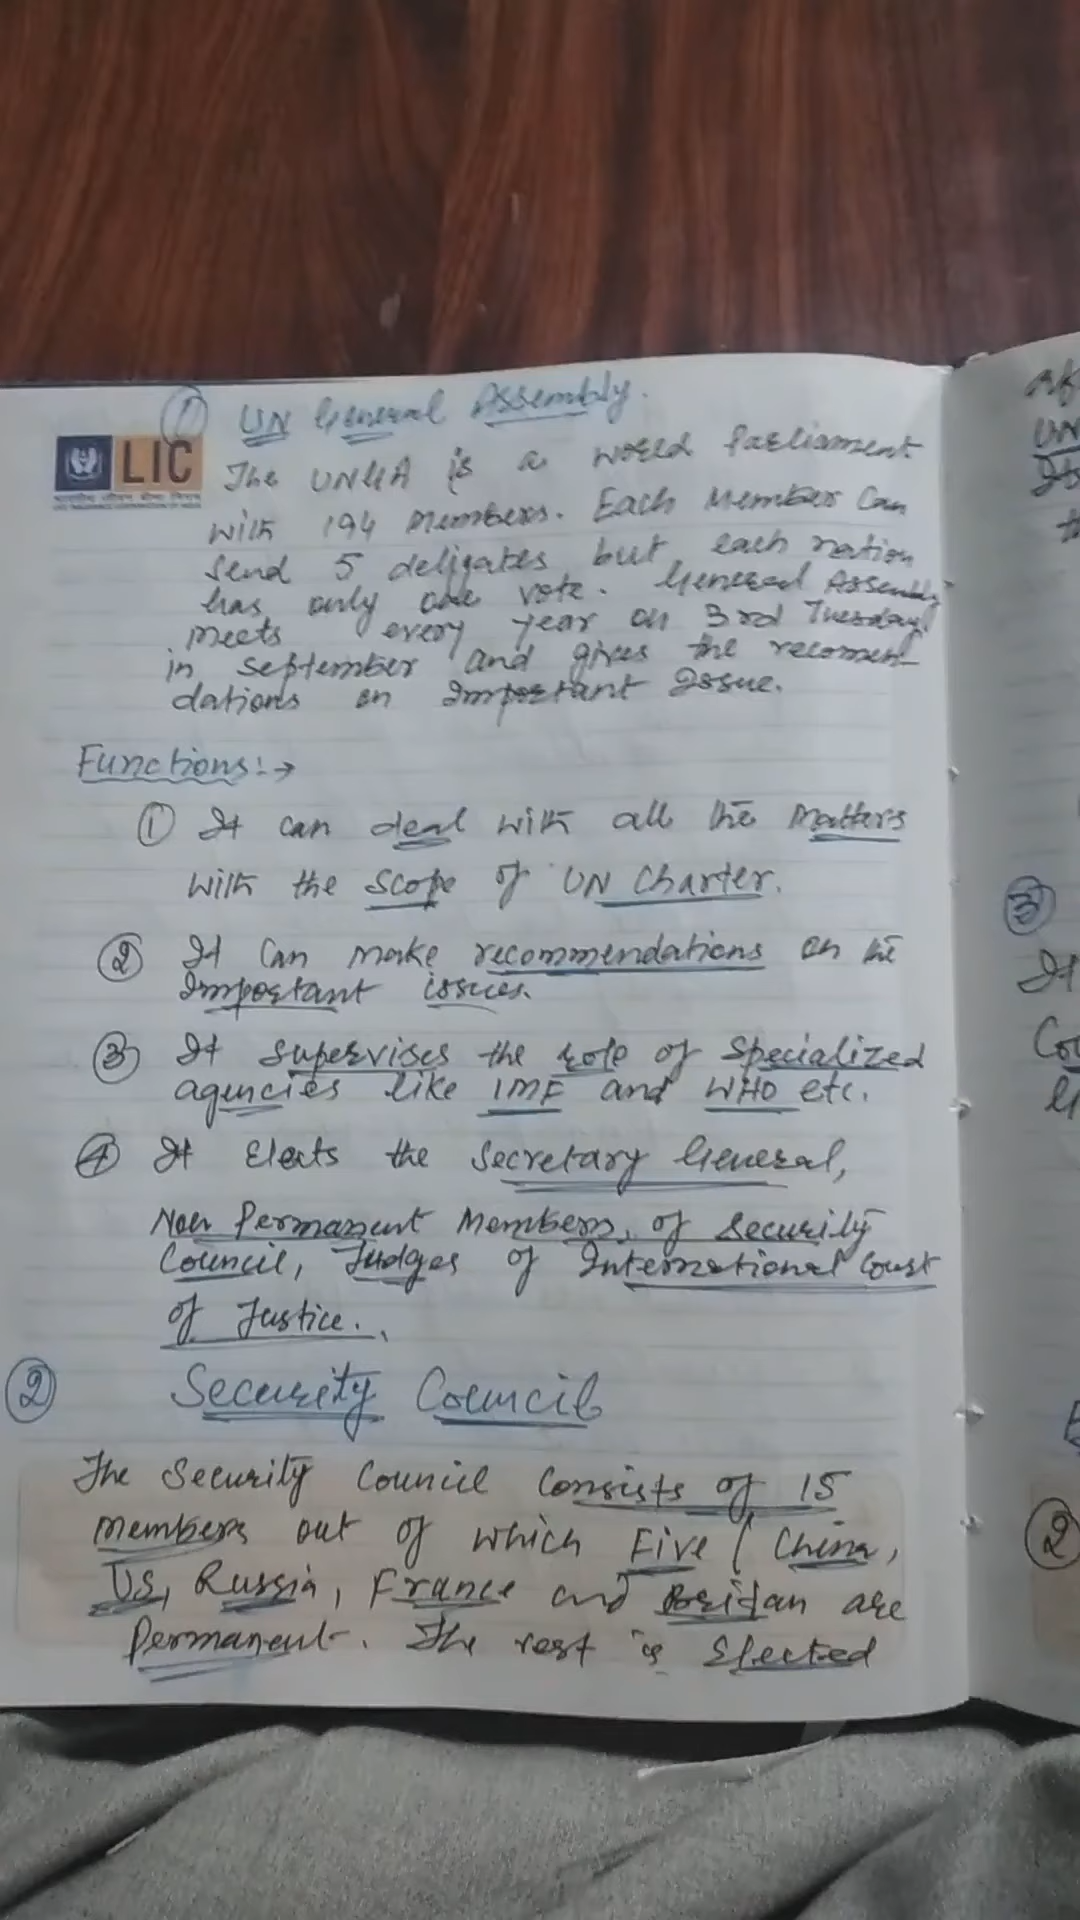 ① UN General Assembly.
LIC
The UNGA is a world Parliament
with 194 members. Each Member Can
send 5 deligates but each nation
has only one vote. General Assembly
meets every year on 3rd Tuesday
in september and gives the recomen-
dations on Important Issue.
Functions:→
① It can deal with all the Matters
with the scope of UN Charter.
② It Can make recommendations on the
Important issues.
③ It supervises the role of Specialized
agencies like IMF and WHO etc.
④ It Elects the Secretary General,
Non Permanent Members, of Security
Council, Judges of International Court
of Justice.
② Security Council
The Security Council Consists of 15
members out of which Five ( China,
US, Russia, France and Britan are
Permanent. The rest is Elected
UN
③
It
②